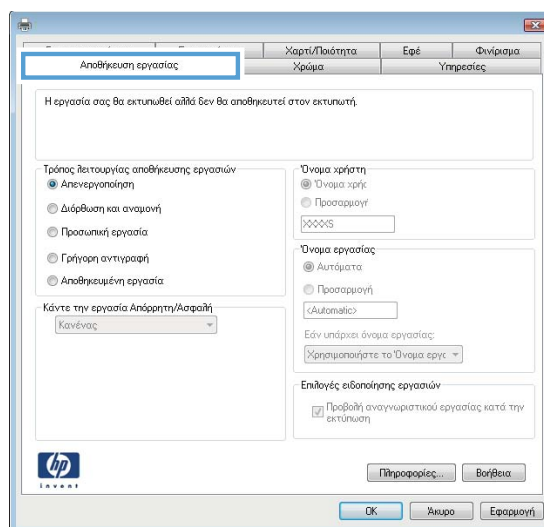 Χαρτί/Ποιότητα Εφέ Φινίρισμα
Αποθήκευση εργασίας Χρώμα Υπηρεσίες
Η εργασία σας θα εκτυπωθεί αλλά δεν θα αποθηκευτεί στον εκτυπωτή.
Τρόπος λειτουργίας αποθήκευσης εργασιών
Απενεργοποίηση
Διόρθωση και αναμονή
Προσωπική εργασία
Γρήγορη αντιγραφή
Αποθηκευμένη εργασία
Κάντε την εργασία Απόρρητη/Ασφαλή
Κανένας
Όνομα χρήστη
Όνομα χρήσ
Προσαρμογή
XXXXS
Όνομα εργασίας
Αυτόματα
Προσαρμογή
<Automatic>
Εάν υπάρχει όνομα εργασίας:
Χρησιμοποιήστε το Όνομα εργς
Επιλογές ειδοποίησης εργασιών
Προβολή αναγνωριστικού εργασίας κατά την
εκτύπωση
hp
invent
Πληροφορίες... Βοήθεια
OK Άκυρο Εφαρμογή